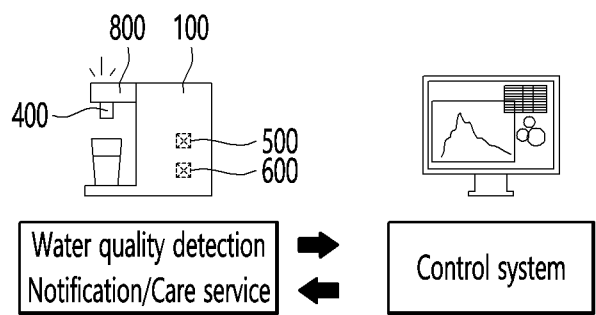 800 100
400
500
600
Water quality detection
Notification/Care service
Control system